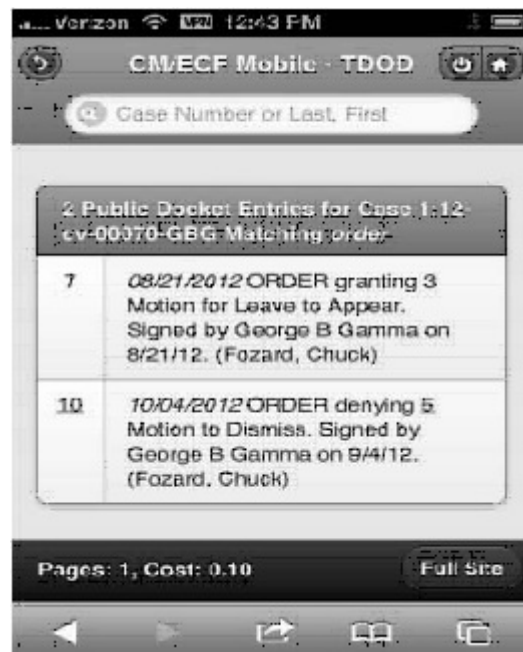 Verizon VPN 12:43 PM
CM/ECF Mobile - TDOD
Case Number or Last, First
2 Public Docket Entries for Case 1:12-
cv-00070-GBG Matching order
7 08/21/2012 ORDER granting 3
Motion for Leave to Appear.
Signed by George B Gamma on
8/21/12. (Fozard, Chuck)
10 10/04/2012 ORDER denying 5
Motion to Dismiss. Signed by
George B Gamma on 9/4/12.
(Fozard, Chuck)
Pages: 1, Cost: 0.10 Full Site